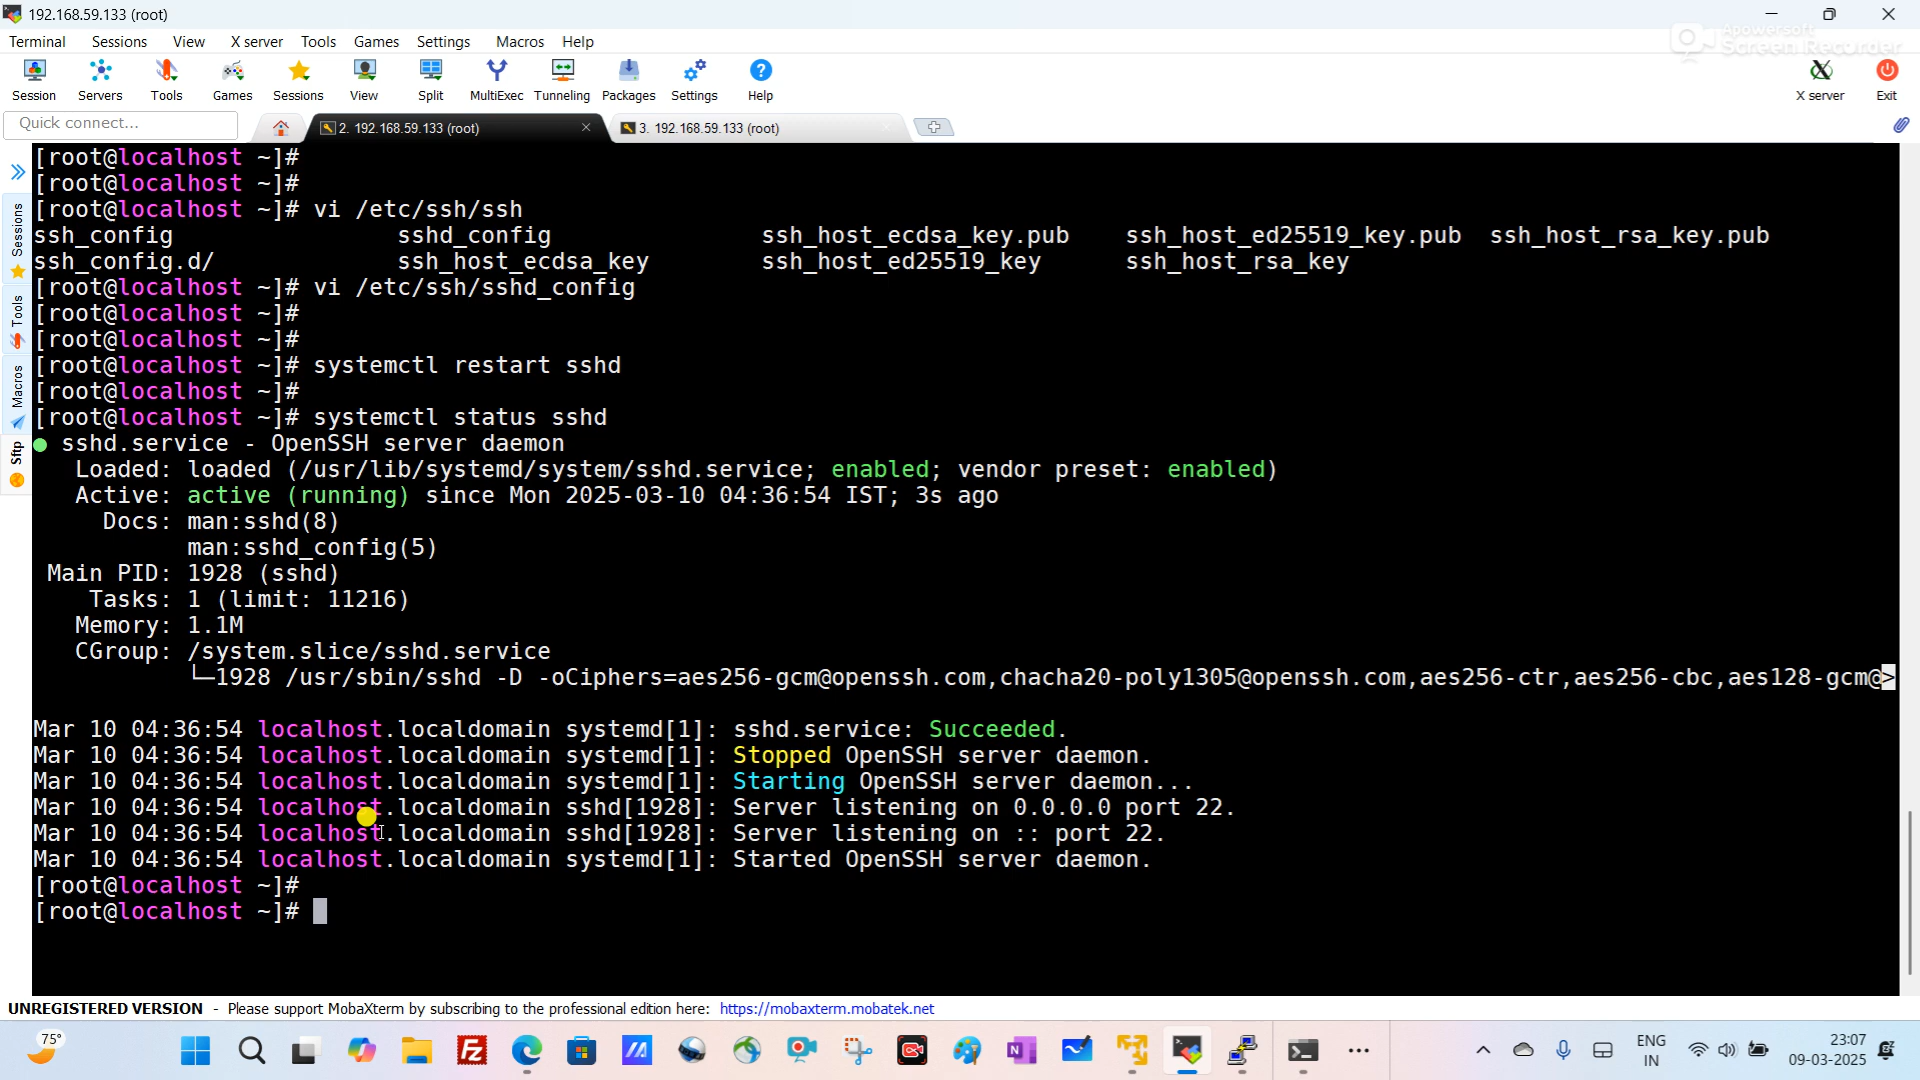 192.168.59.133 (root)
Apowersoft
Screen Recorder
Terminal Sessions View X server Tools Games Settings Macros Help
Session Servers Tools Games Sessions View Split MultiExec Tunneling Packages Settings Help X server Exit
Quick connect...
2. 192.168.59.133 (root)
3. 192.168.59.133 (root)
Sessions
Tools
Macros
Sftp
[root@localhost ~]#
[root@localhost ~]#
[root@localhost ~]# vi /etc/ssh/ssh
ssh_config sshd_config ssh_host_ecdsa_key.pub ssh_host_ed25519_key.pub ssh_host_rsa_key.pub
ssh_config.d/ ssh_host_ecdsa_key ssh_host_ed25519_key ssh_host_rsa_key
[root@localhost ~]# vi /etc/ssh/sshd_config
[root@localhost ~]#
[root@localhost ~]#
[root@localhost ~]# systemctl restart sshd
[root@localhost ~]#
[root@localhost ~]# systemctl status sshd
● sshd.service - OpenSSH server daemon
Loaded: loaded (/usr/lib/systemd/system/sshd.service; enabled; vendor preset: enabled)
Active: active (running) since Mon 2025-03-10 04:36:54 IST; 3s ago
Docs: man:sshd(8)
man:sshd_config(5)
Main PID: 1928 (sshd)
Tasks: 1 (limit: 11216)
Memory: 1.1M
CGroup: /system.slice/sshd.service
└─1928 /usr/sbin/sshd -D -oCiphers=aes256-gcm@openssh.com,chacha20-poly1305@openssh.com,aes256-ctr,aes256-cbc,aes128-gcm@>
Mar 10 04:36:54 localhost.localdomain systemd[1]: sshd.service: Succeeded.
Mar 10 04:36:54 localhost.localdomain systemd[1]: Stopped OpenSSH server daemon.
Mar 10 04:36:54 localhost.localdomain systemd[1]: Starting OpenSSH server daemon...
Mar 10 04:36:54 localhost.localdomain sshd[1928]: Server listening on 0.0.0.0 port 22.
Mar 10 04:36:54 localhost.localdomain sshd[1928]: Server listening on :: port 22.
Mar 10 04:36:54 localhost.localdomain systemd[1]: Started OpenSSH server daemon.
[root@localhost ~]#
[root@localhost ~]#
UNREGISTERED VERSION - Please support MobaXterm by subscribing to the professional edition here: https://mobaxterm.mobatek.net
75°
ENG
IN
23:07
09-03-2025